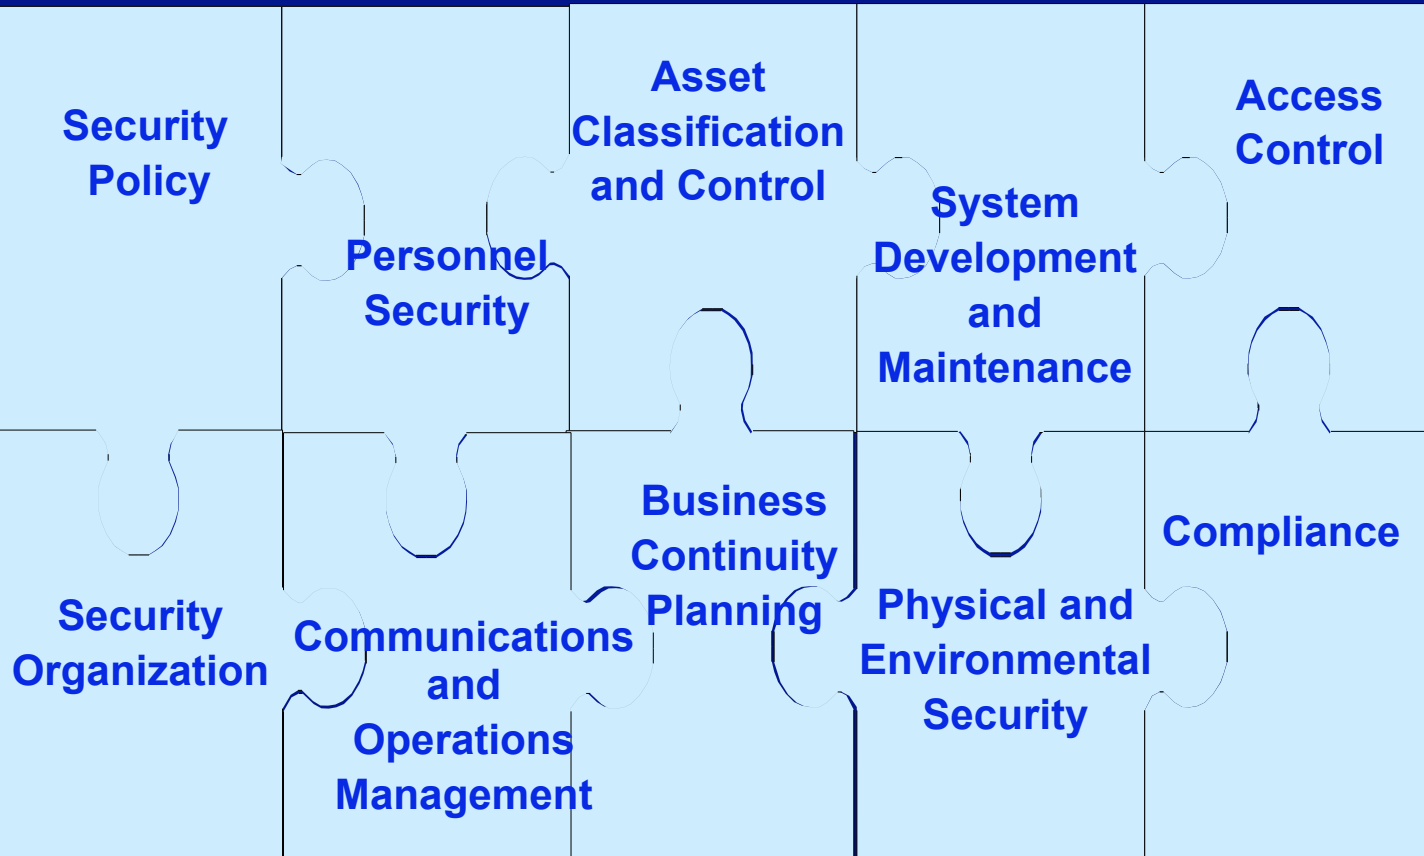 Security
Policy
Personnel
Security
Asset
Classification
and Control
System
Development
and
Maintenance
Access
Control
Security
Organization
Communications
and
Operations
Management
Business
Continuity
Planning
Physical and
Environmental
Security
Compliance